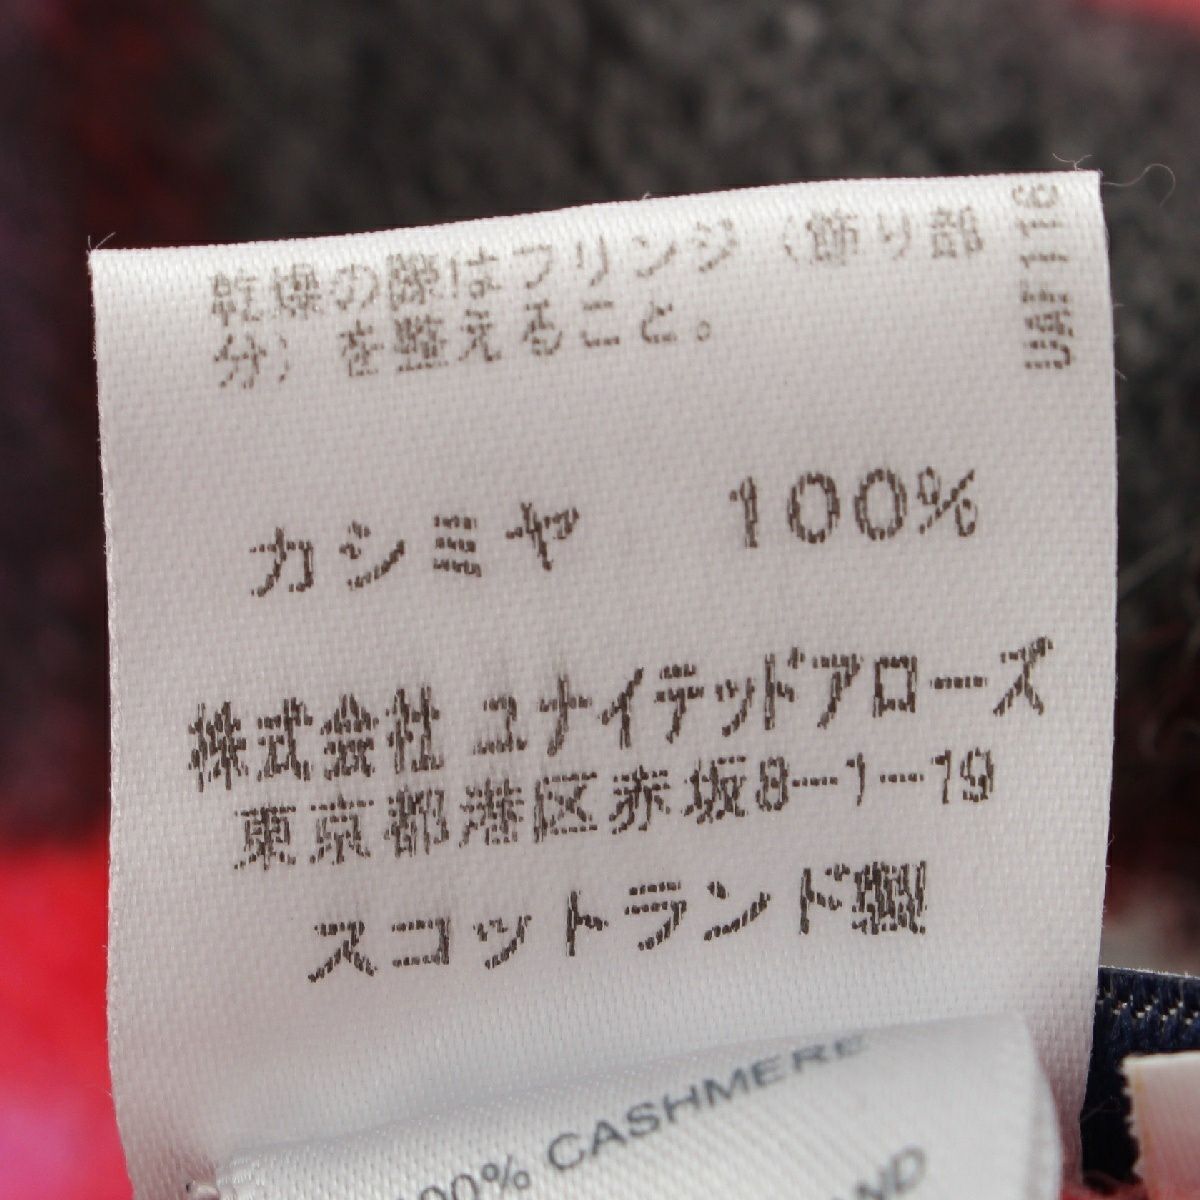 乾燥の際はフリンジ（飾り部
分）を整えること。
UAF1116
カシミヤ 100%
株式会社 ユナイテッドアローズ
東京都港区赤坂8-1-19
スコットランド製
100% CASHMERE